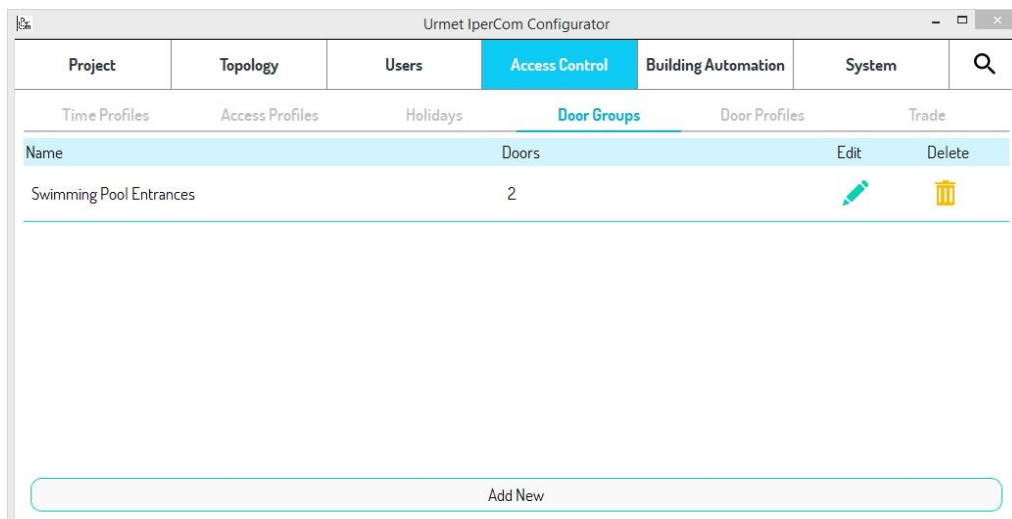 Urmet IperCom Configurator
Project Topology Users Access Control Building Automation System
Time Profiles Access Profiles Holidays Door Groups Door Profiles Trade
Name Doors Edit Delete
Swimming Pool Entrances 2
Add New